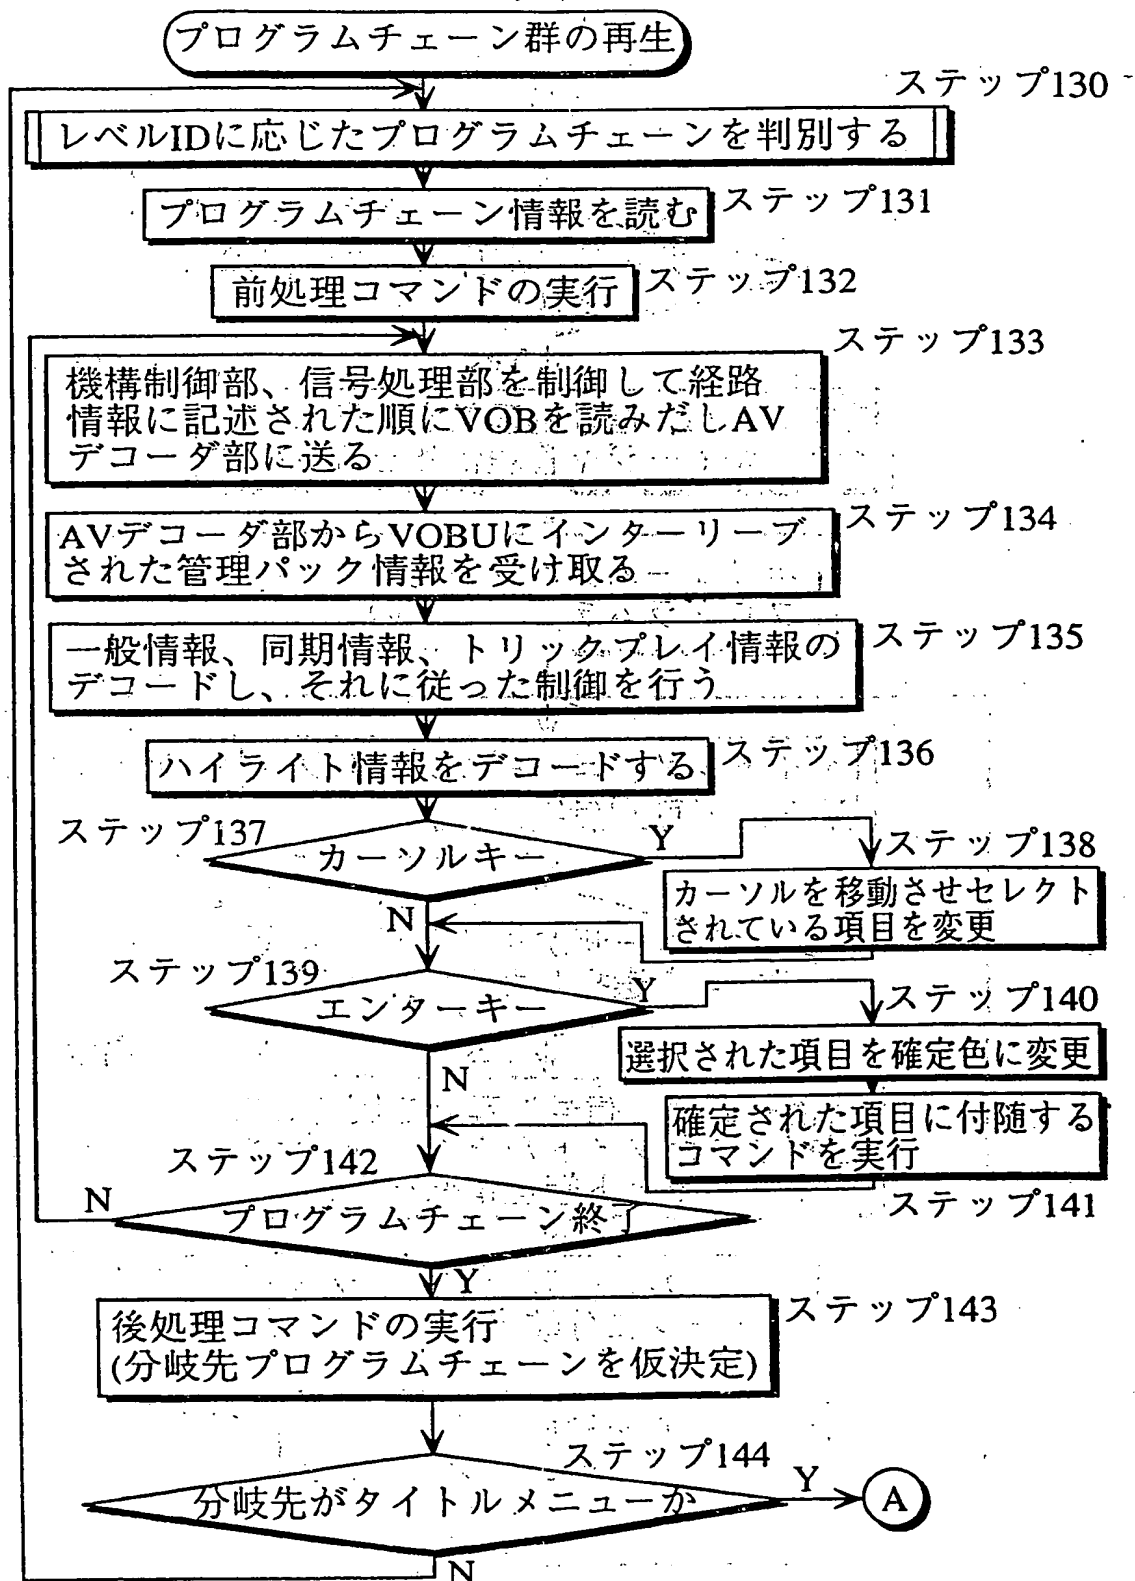 プログラムチェーン群の再生
ステップ130
レベルIDに応じたプログラムチェーンを判別する
ステップ131
プログラムチェーン情報を読む
ステップ132
前処理コマンドの実行
ステップ133
機構制御部、信号処理部を制御して経路
情報に記述された順にVOBを読みだしAV
デコーダ部に送る
ステップ134
AVデコーダ部からVOBUにインターリーブ
された管理パック情報を受け取る
ステップ135
一般情報、同期情報、トリックプレイ情報の
デコードし、それに従った制御を行う
ステップ136
ハイライト情報をデコードする
ステップ137
カーソルキー
Y
N
ステップ138
カーソルを移動させセレクト
されている項目を変更
ステップ139
エンターキー
Y
N
ステップ140
選択された項目を確定色に変更
確定された項目に付随する
コマンドを実行
ステップ141
ステップ142
N
プログラムチェーン終了
Y
ステップ143
後処理コマンドの実行
(分岐先プログラムチェーンを仮決定)
ステップ144
分岐先がタイトルメニューか
Y
A
N